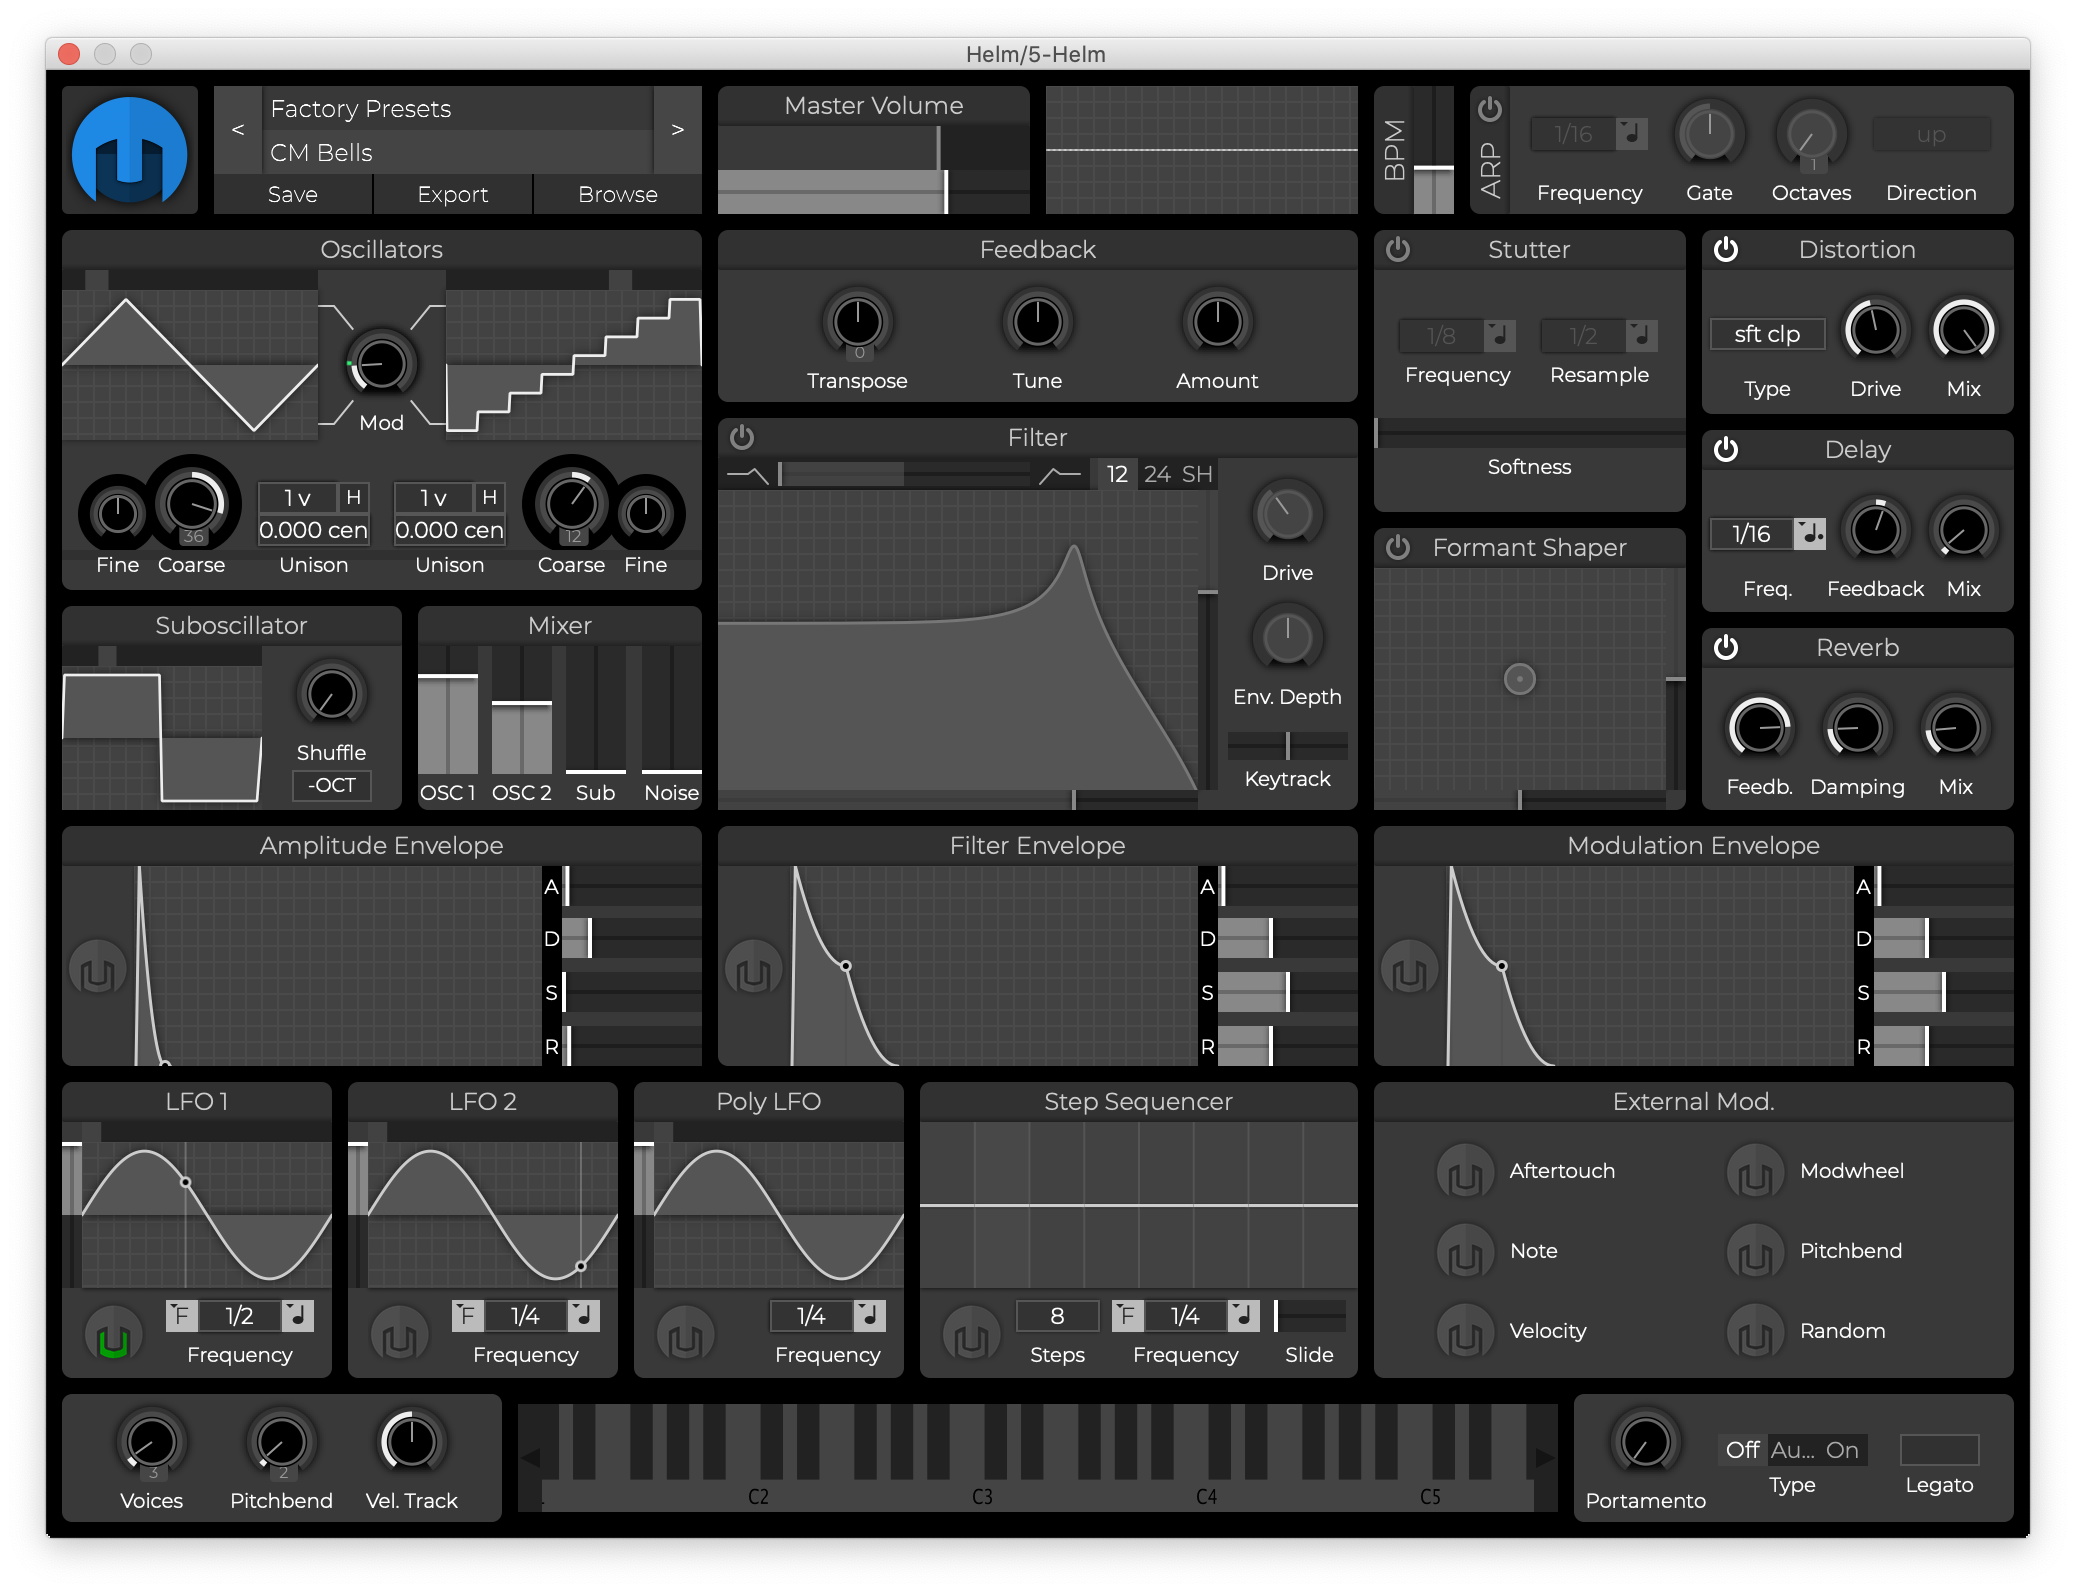 Helm/5-Helm
<
Factory Presets
CM Bells
>
Save
Export
Browse
Master Volume
BPM
ARP
1/16
Frequency
Gate
1
Octaves
up
Direction
Oscillators
Mod
36
12
1 v
H
0.000 cen
1 v
H
0.000 cen
Fine
Coarse
Unison
Unison
Coarse
Fine
Feedback
0
Transpose
Tune
Amount
Stutter
1/8
Frequency
1/2
Resample
Softness
Distortion
sft clp
Type
Drive
Mix
Filter
12
24
SH
Drive
Env. Depth
Keytrack
Formant Shaper
Delay
1/16
Freq.
Feedback
Mix
Suboscillator
Shuffle
-OCT
Mixer
OSC 1
OSC 2
Sub
Noise
Reverb
Feedb.
Damping
Mix
Amplitude Envelope
A
D
S
R
Filter Envelope
A
D
S
R
Modulation Envelope
A
D
S
R
LFO 1
F
1/2
Frequency
LFO 2
F
1/4
Frequency
Poly LFO
1/4
Frequency
Step Sequencer
8
Steps
F
1/4
Frequency
Slide
External Mod.
Aftertouch
Modwheel
Note
Pitchbend
Velocity
Random
3
Voices
2
Pitchbend
Vel. Track
C2
C3
C4
C5
Portamento
Off
Au...
On
Type
Legato